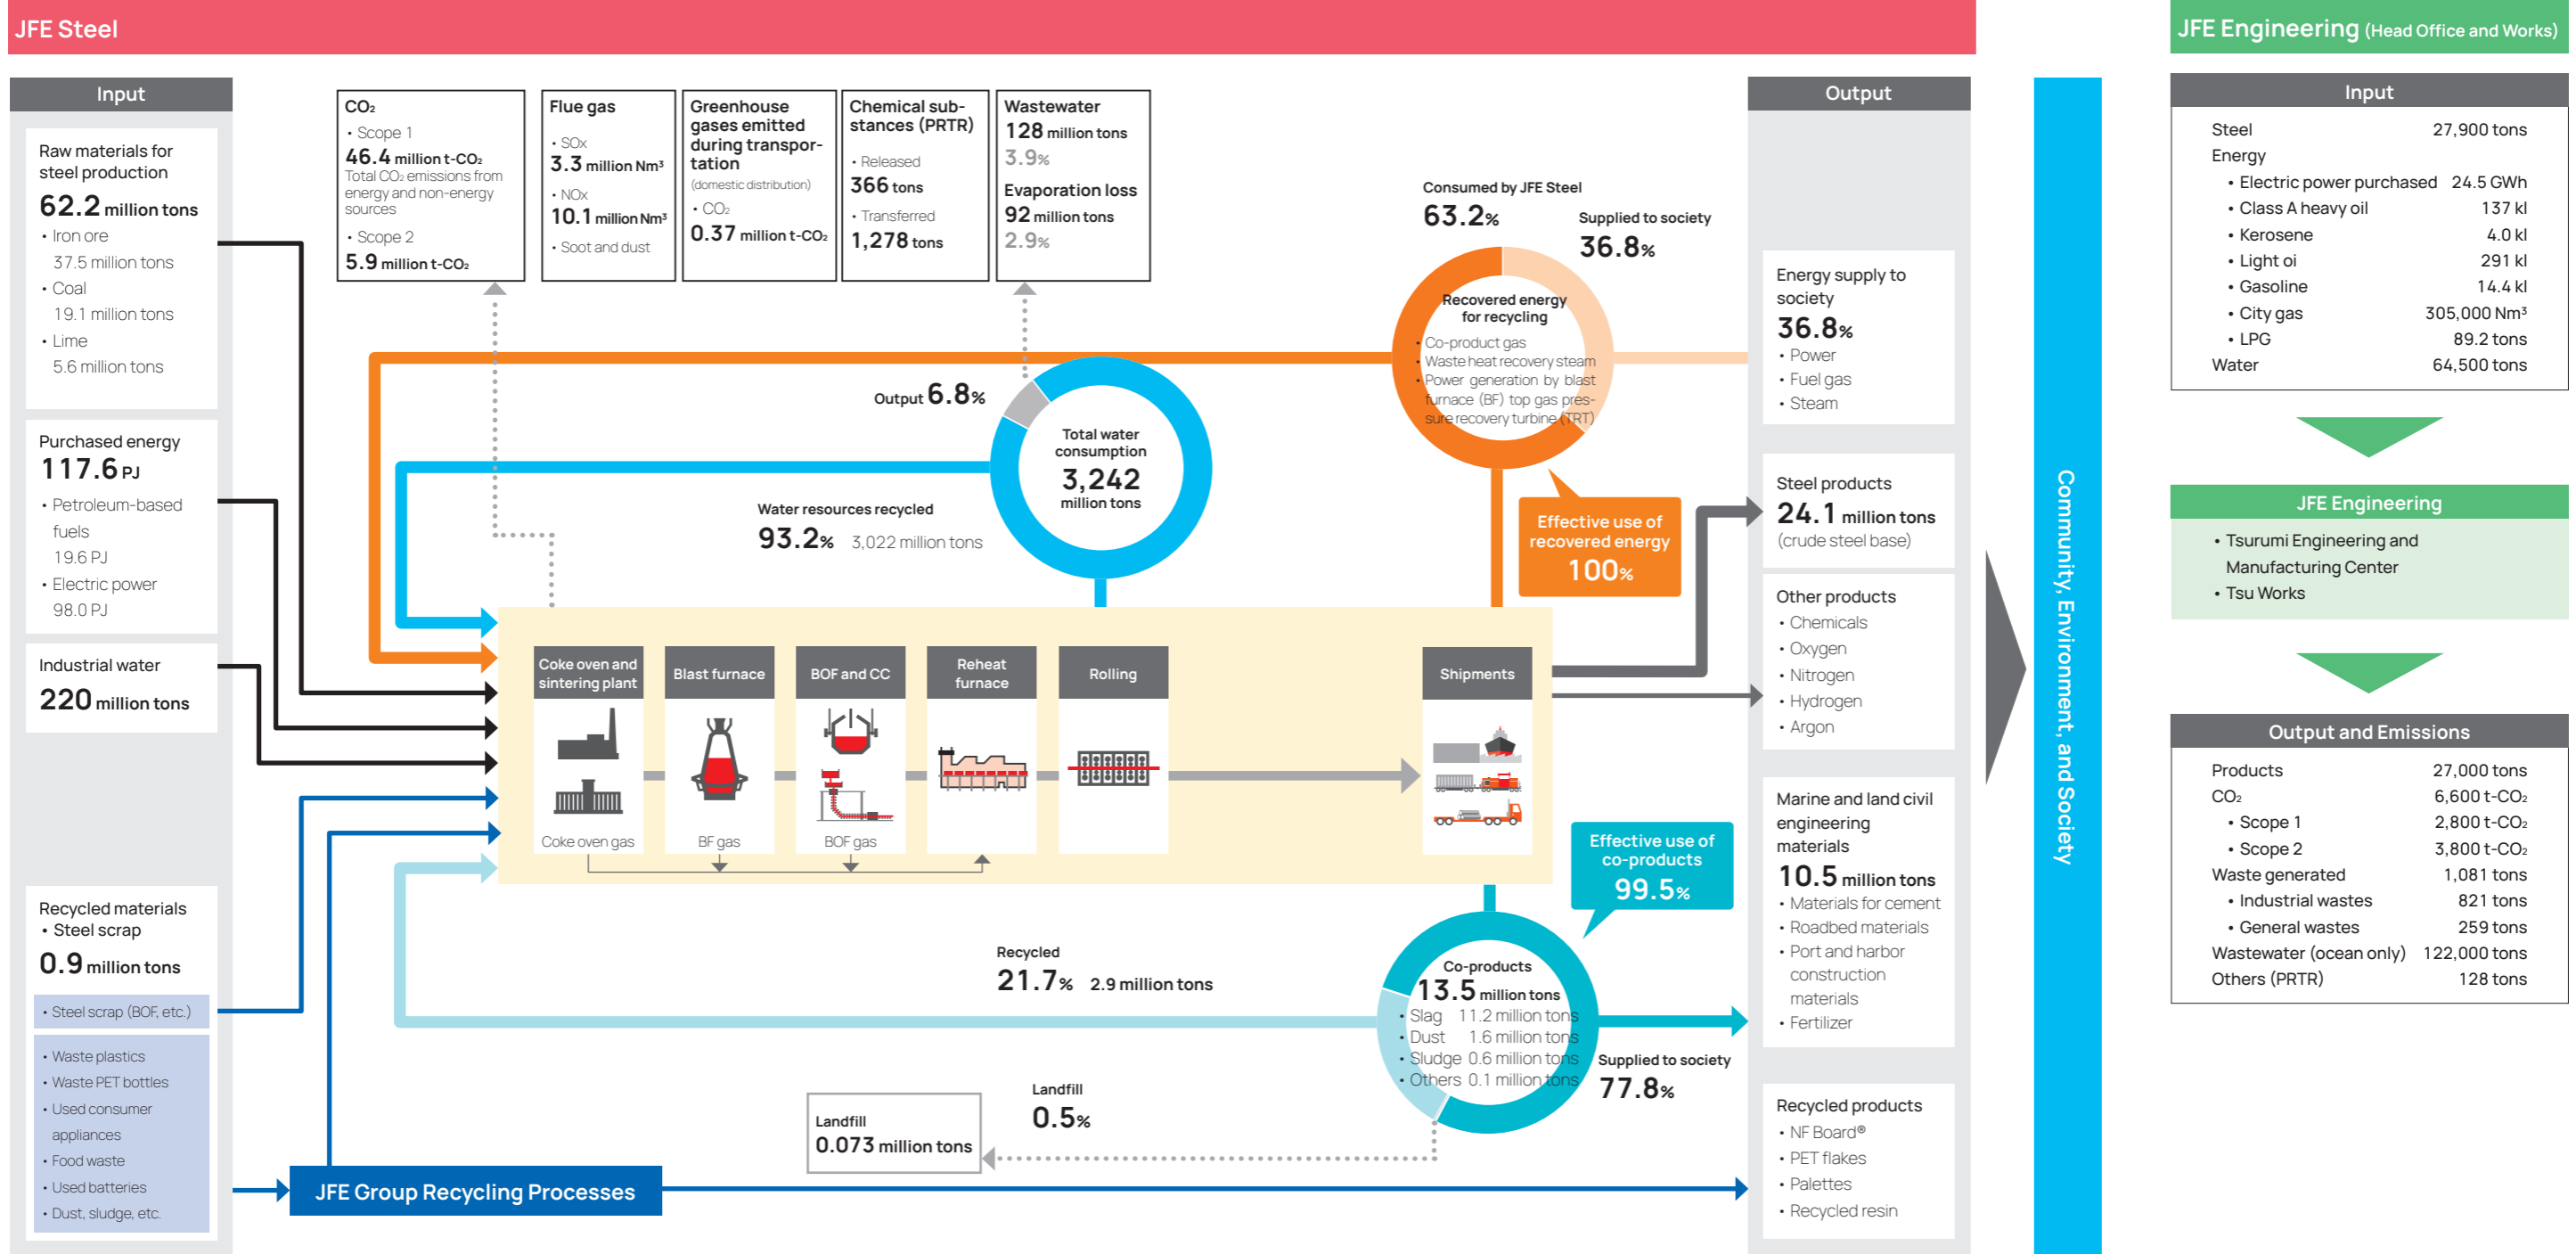 JFE Steel
Input
Raw materials for
steel production
62.2 million tons
• Iron ore
37.5 million tons
• Coal
19.1 million tons
• Lime
5.6 million tons
Purchased energy
117.6 PJ
• Petroleum-based
fuels
19.6 PJ
• Electric power
98.0 PJ
Industrial water
220 million tons
Recycled materials
• Steel scrap
0.9 million tons
• Steel scrap (BOF, etc.)
• Waste plastics
• Waste PET bottles
• Used consumer
appliances
• Food waste
• Used batteries
• Dust, sludge, etc.
CO₂
• Scope 1
46.4 million t-CO₂
Total CO₂ emissions from
energy and non-energy
sources
• Scope 2
5.9 million t-CO₂
Flue gas
• SOx
3.3 million Nm³
• NOx
10.1 million Nm³
• Soot and dust
Greenhouse
gases emitted
during transpor-
tation
(domestic distribution)
• CO₂
0.37 million t-CO₂
Chemical sub-
stances (PRTR)
• Released
366 tons
• Transferred
1,278 tons
Wastewater
128 million tons
3.9%
Evaporation loss
92 million tons
2.9%
Consumed by JFE Steel
63.2%
Supplied to society
36.8%
Recovered energy
for recycling
• Co-product gas
• Waste heat recovery steam
• Power generation by blast
furnace (BF) top gas pres-
sure recovery turbine (TRT)
Output 6.8%
Total water
consumption
3,242
million tons
Water resources recycled
93.2% 3,022 million tons
Effective use of
recovered energy
100%
Coke oven and
sintering plant
Coke oven gas
Blast furnace
BF gas
BOF and CC
BOF gas
Reheat
furnace
Rolling
Shipments
Effective use of
co-products
99.5%
Recycled
21.7% 2.9 million tons
Co-products
13.5 million tons
• Slag 11.2 million tons
• Dust 1.6 million tons
• Sludge 0.6 million tons
• Others 0.1 million tons
Supplied to society
77.8%
Landfill
0.5%
Landfill
0.073 million tons
JFE Group Recycling Processes
Output
Energy supply to
society
36.8%
• Power
• Fuel gas
• Steam
Steel products
24.1 million tons
(crude steel base)
Other products
• Chemicals
• Oxygen
• Nitrogen
• Hydrogen
• Argon
Marine and land civil
engineering
materials
10.5 million tons
• Materials for cement
• Roadbed materials
• Port and harbor
construction
materials
• Fertilizer
Recycled products
• NF Board®
• PET flakes
• Palettes
• Recycled resin
Community, Environment, and Society
JFE Engineering (Head Office and Works)
Input
Steel 27,900 tons
Energy
• Electric power purchased 24.5 GWh
• Class A heavy oil 137 kl
• Kerosene 4.0 kl
• Light oi 291 kl
• Gasoline 14.4 kl
• City gas 305,000 Nm³
• LPG 89.2 tons
Water 64,500 tons
JFE Engineering
• Tsurumi Engineering and
Manufacturing Center
• Tsu Works
Output and Emissions
Products 27,000 tons
CO₂ 6,600 t-CO₂
• Scope 1 2,800 t-CO₂
• Scope 2 3,800 t-CO₂
Waste generated 1,081 tons
• Industrial wastes 821 tons
• General wastes 259 tons
Wastewater (ocean only) 122,000 tons
Others (PRTR) 128 tons